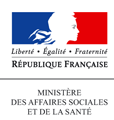 Liberté • Égalité • Fraternité
RÉPUBLIQUE FRANÇAISE
MINISTÈRE
DES AFFAIRES SOCIALES
ET DE LA SANTÉ